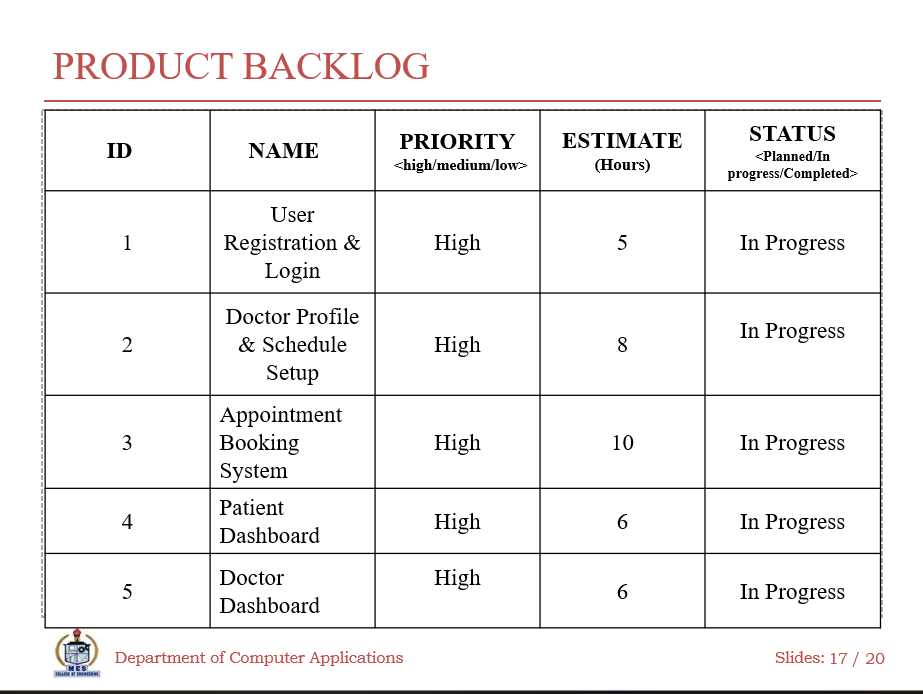 PRODUCT BACKLOG
ID
NAME
PRIORITY
<high/medium/low>
ESTIMATE
(Hours)
STATUS
<Planned/In
progress/Completed>
1
User
Registration &
Login
High
5
In Progress
2
Doctor Profile
& Schedule
Setup
High
8
In Progress
3
Appointment
Booking
System
High
10
In Progress
4
Patient
Dashboard
High
6
In Progress
5
Doctor
Dashboard
High
6
In Progress
MES
COLLEGE OF ENGINEERING
Department of Computer Applications
Slides: 17 / 20